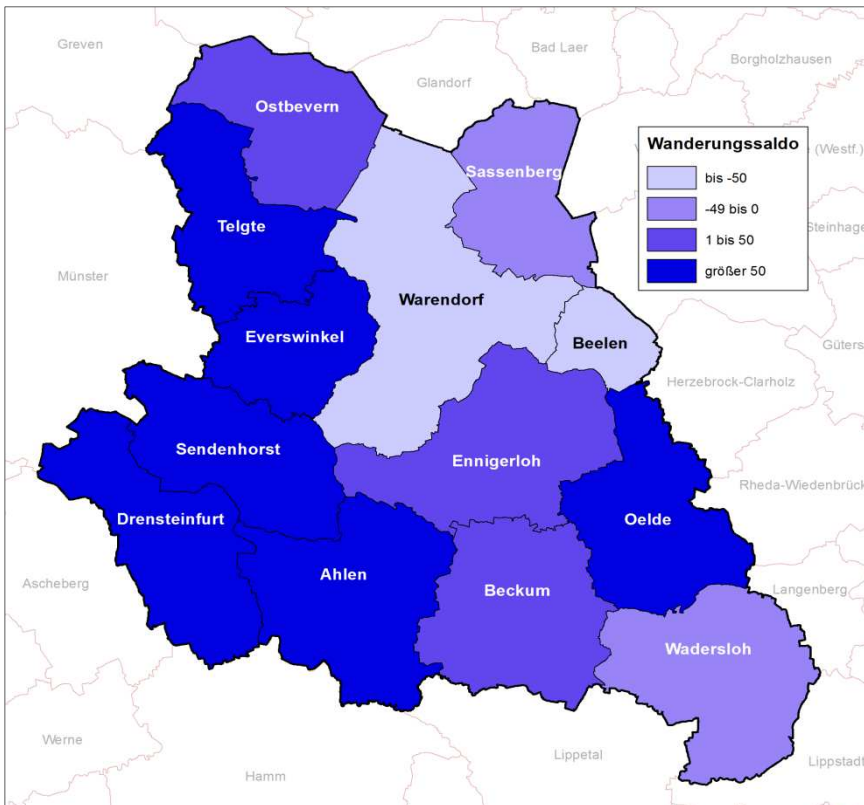 Greven
Bad Laer
Borgholzhausen
Glandorf
Ostbevern
Wanderungssaldo
(Westf.)
bis -50
-49 bis 0
1 bis 50
größer 50
Sassenberg
Telgte
Steinhage
Münster
Warendorf
Everswinkel
Beelen
Güters
Herzebrock-Clarholz
Sendenhorst
Ennigerloh
Rheda-Wiedenbrück
Drensteinfurt
Oelde
Ahlen
Ascheberg
Beckum
Langenberg
Wadersloh
Werne
Lippetal
Lippstadt
Hamm